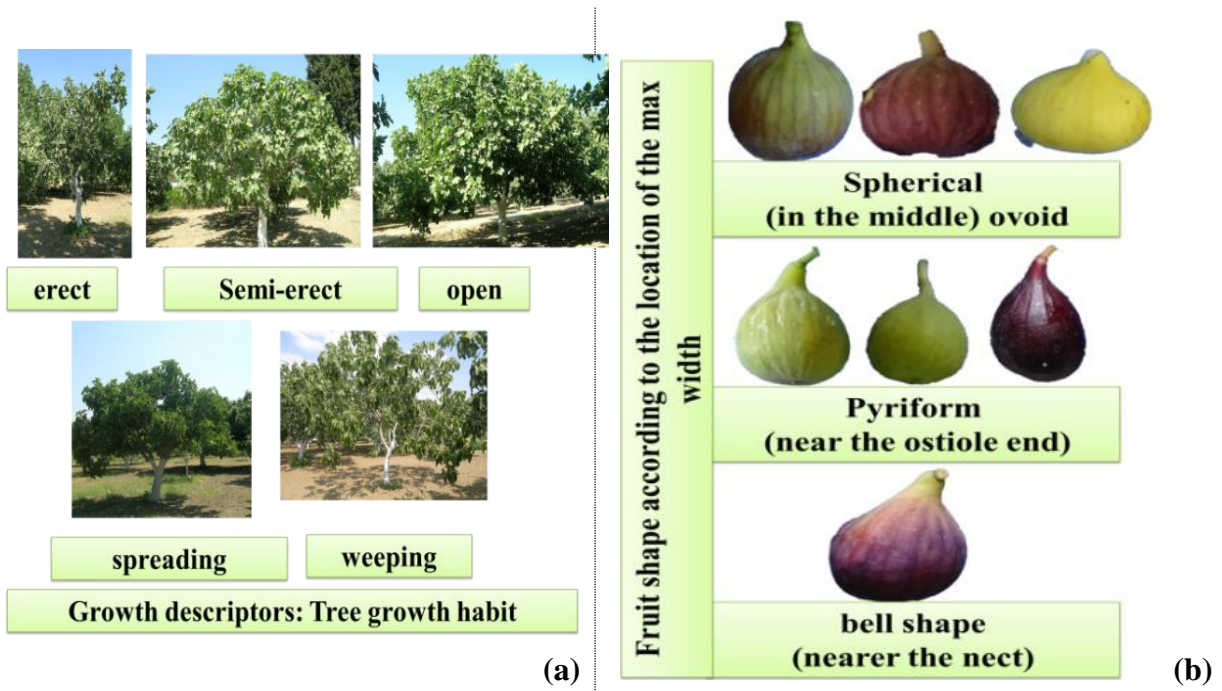 erect
Semi-erect
open
spreading
weeping
Growth descriptors: Tree growth habit
(a)
Fruit shape according to the location of the max
width
Spherical
(in the middle) ovoid
Pyriform
(near the ostiole end)
bell shape
(nearer the nect)
(b)